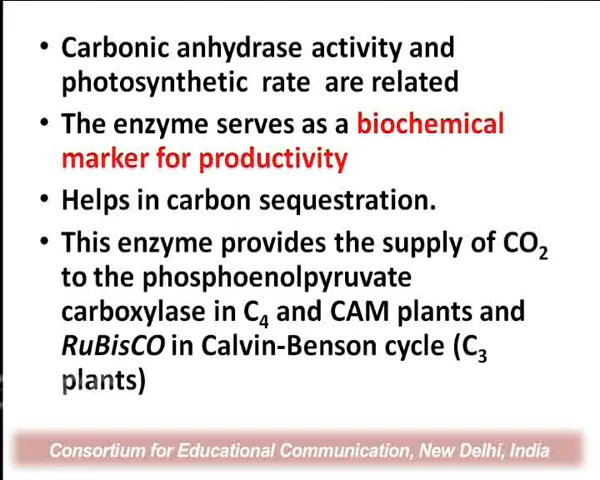 • Carbonic anhydrase activity and
photosynthetic rate are related
• The enzyme serves as a biochemical
marker for productivity
• Helps in carbon sequestration.
• This enzyme provides the supply of CO₂
to the phosphoenolpyruvate
carboxylase in C₄ and CAM plants and
RuBisCO in Calvin-Benson cycle (C₃
plants)
Consortium for Educational Communication, New Delhi, India